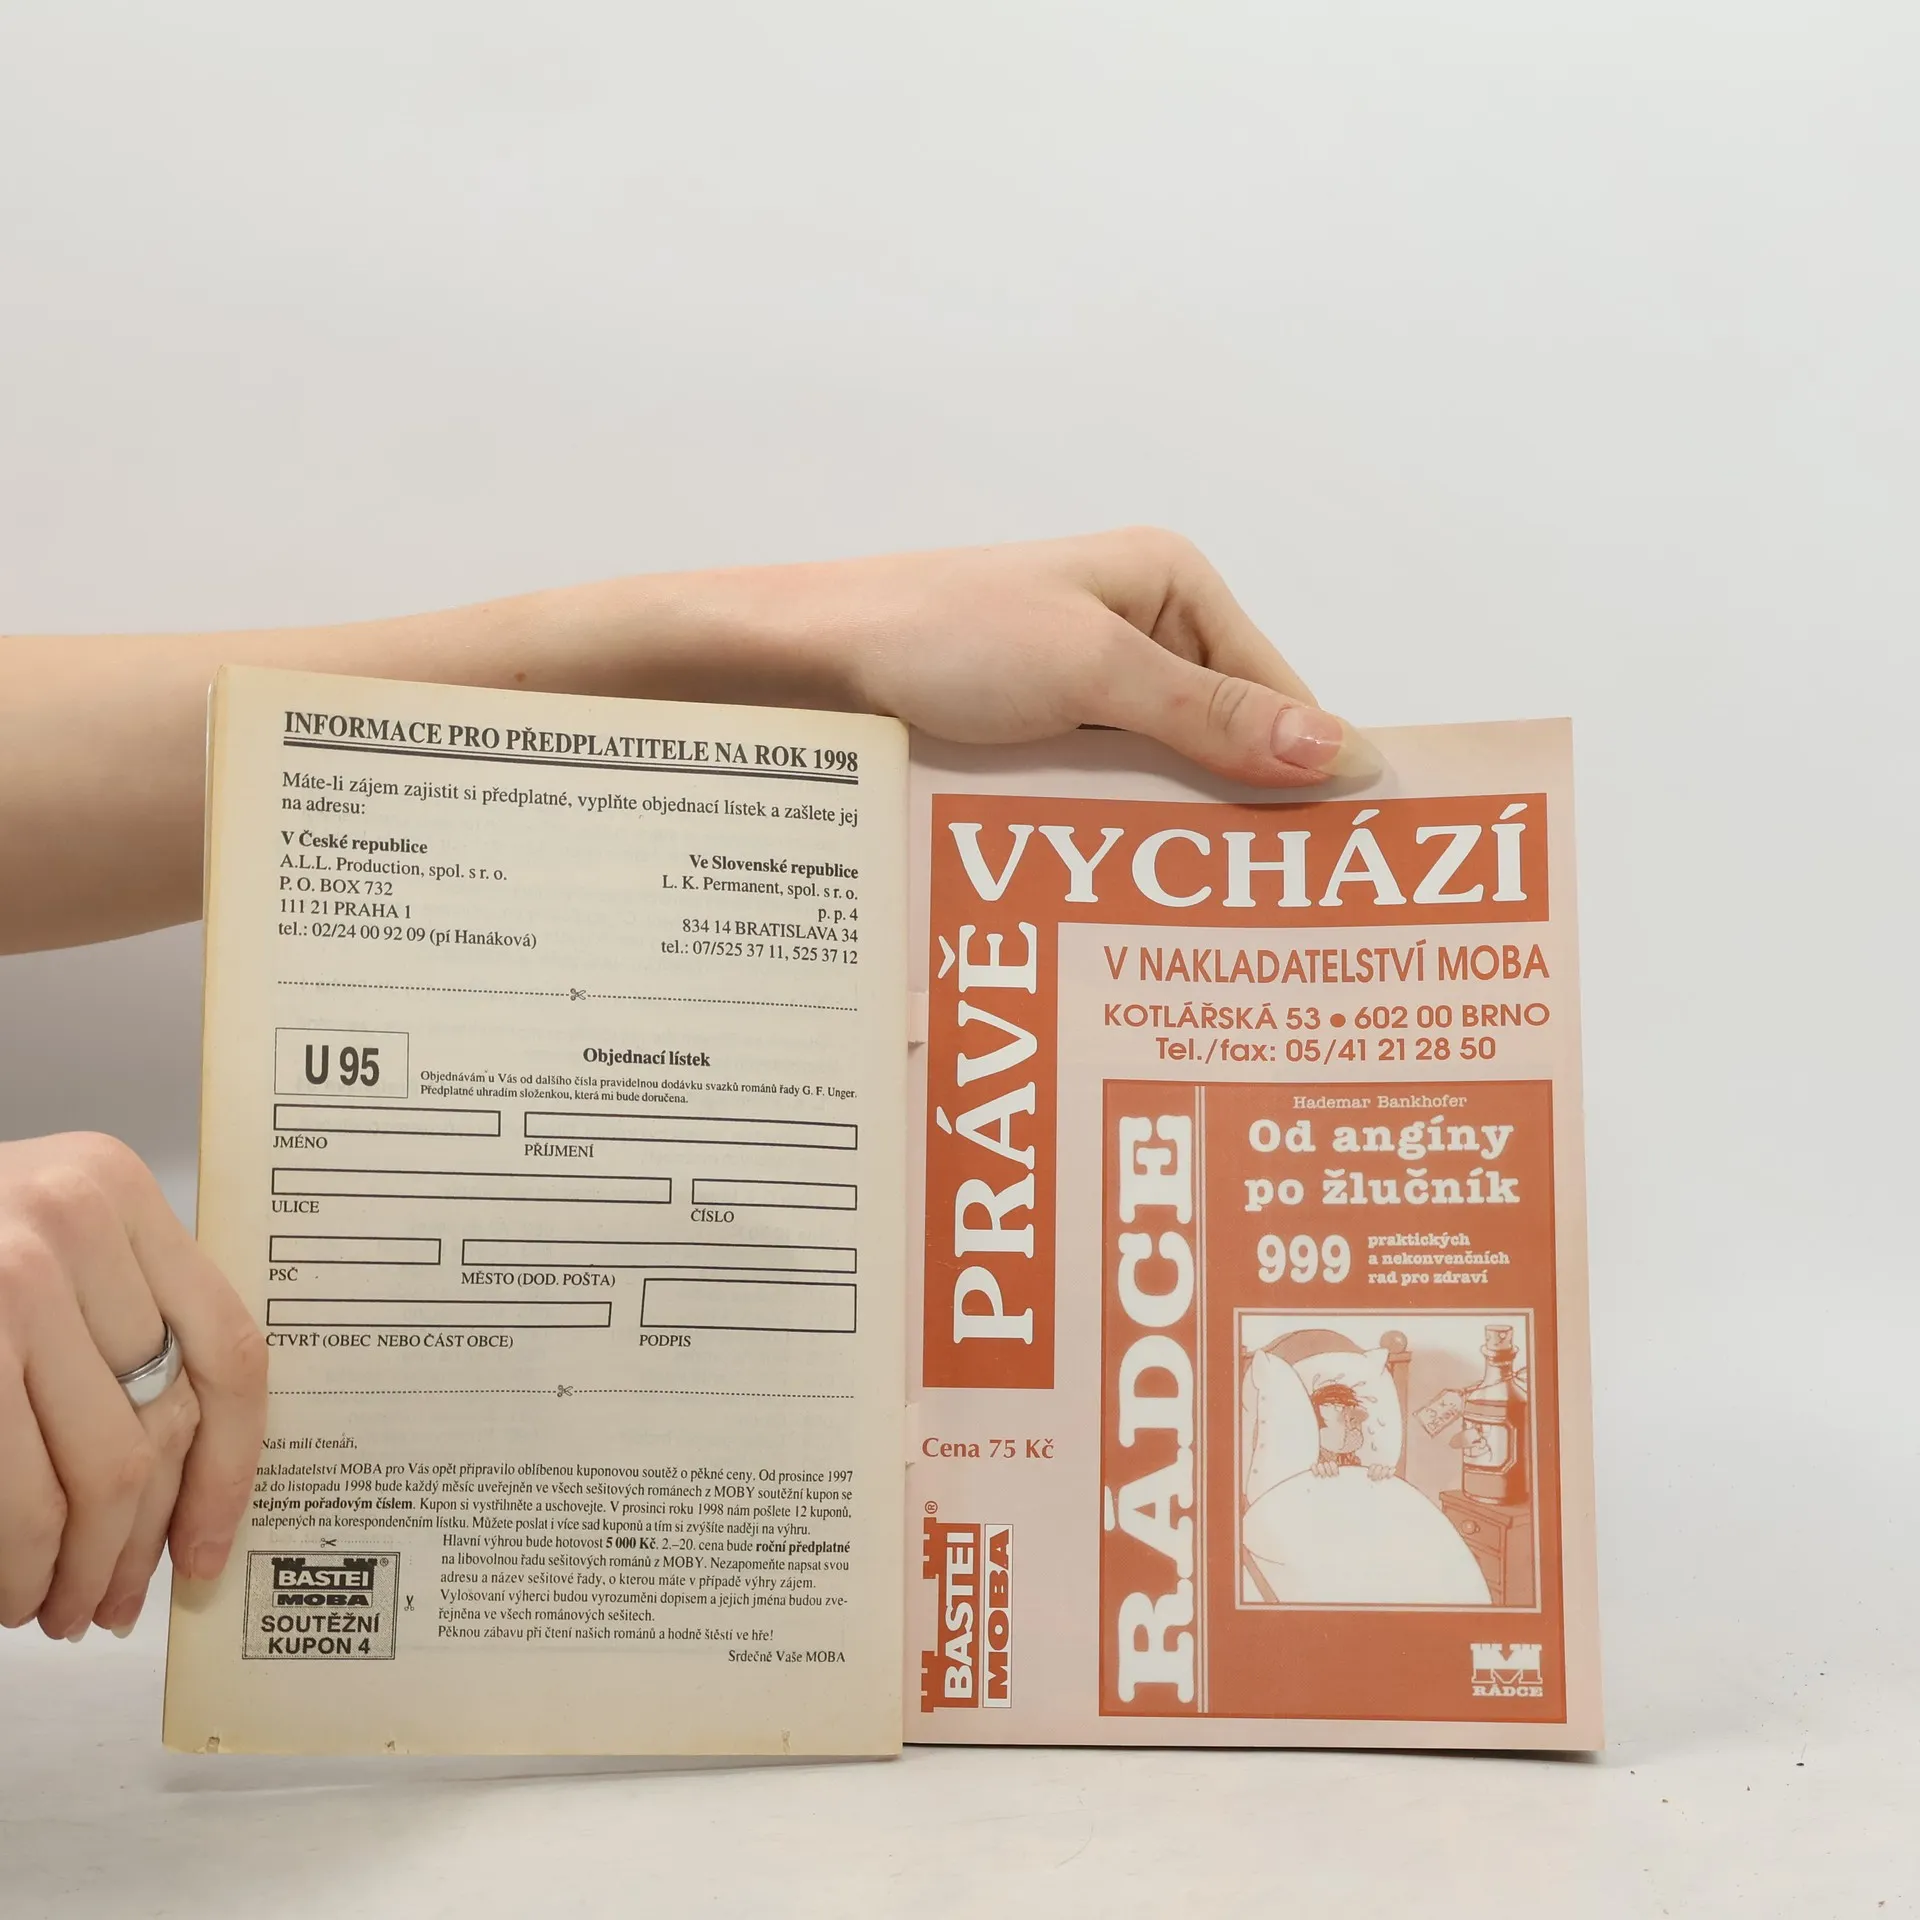 INFORMACE PRO PŘEDPLATITELE NA ROK 1998
Máte-li zájem zajistit si předplatné, vyplňte objednací lístek a zašlete jej
na adresu:
V České republice
A.L.L. Production, spol. s r. o.
P. O. BOX 732
111 21 PRAHA 1
tel.: 02/24 00 92 09 (pí Hanáková)
Ve Slovenské republice
L. K. Permanent, spol. s r. o.
p. p. 4
834 14 BRATISLAVA 34
tel.: 07/525 37 11, 525 37 12
U 95
Objednací lístek
Objednávám u Vás od dalšího čísla pravidelnou dodávku svazků románů řady G. F. Unger.
Předplatné uhradím složenkou, která mi bude doručena.
JMÉNO
PŘÍJMENÍ
ULICE
ČÍSLO
PSČ
MĚSTO (DOD. POŠTA)
ČTVRŤ (OBEC NEBO ČÁST OBCE)
PODPIS
Naši milí čtenáři,
nakladatelství MOBA pro Vás opět připravilo oblíbenou kuponovou soutěž o pěkné ceny. Od prosince 1997
až do listopadu 1998 bude každý měsíc uveřejněn ve všech sešitových románech z MOBY soutěžní kupon se
stejným pořadovým číslem. Kupon si vystřihněte a uschovejte. V prosinci roku 1998 nám pošlete 12 kuponů,
nalepených na korespondenčním lístku. Můžete poslat i více sad kuponů a tím si zvýšíte naději na výhru.
Hlavní výhrou bude hotovost 5 000 Kč. 2.–20. cena bude roční předplatné
na libovolnou řadu sešitových románů z MOBY. Nezapomeňte napsat svou
adresu a název sešitové řady, o kterou máte v případě výhry zájem.
Vylosovaní výherci budou vyrozuměni dopisem a jejich jména budou zve-
řejněna ve všech románových sešitech.
Pěknou zábavu při čtení našich románů a hodně štěstí ve hře!
Srdečně Vaše MOBA
BASTEI ®
MOBA
SOUTĚŽNÍ
KUPON 4
PRÁVĚ
VYCHÁZÍ
V NAKLADATELSTVÍ MOBA
KOTLÁŘSKÁ 53 ● 602 00 BRNO
Tel./fax: 05/41 21 28 50
RÁDCE
Hademar Bankhofer
Od angíny
po žlučník
999
praktických
a nekonvenčních
rad pro zdraví
RÁDCE
Cena 75 Kč
BASTEI ®
MOBA